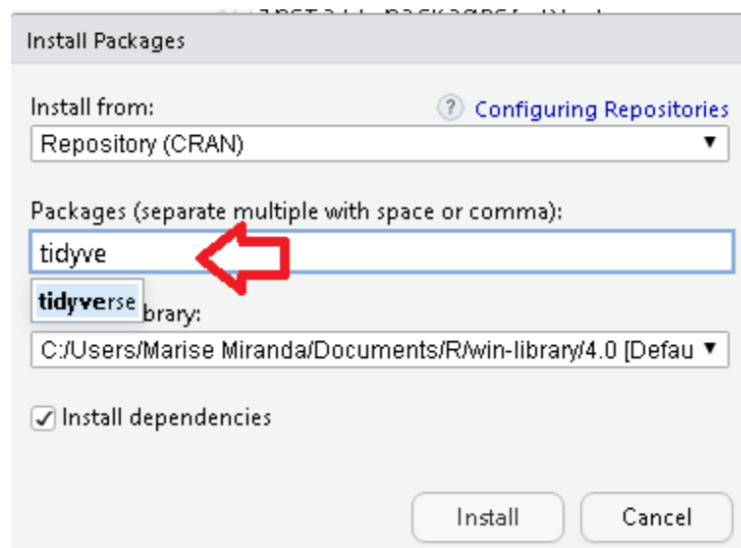 Install Packages
Install from:
? Configuring Repositories
Repository (CRAN)
Packages (separate multiple with space or comma):
tidyve
tidyverse
brary:
C:/Users/Marise Miranda/Documents/R/win-library/4.0 [Defau
Install dependencies
Install Cancel